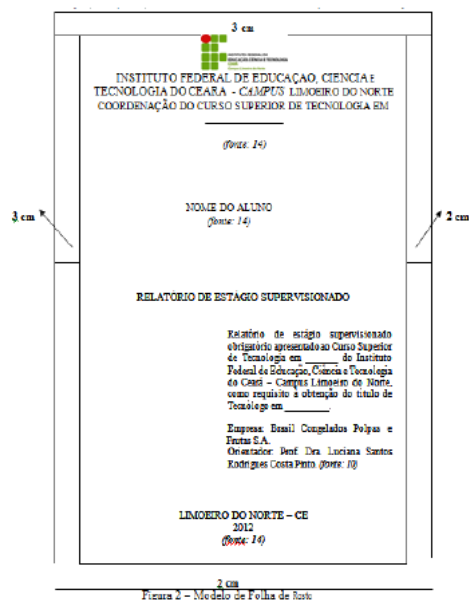 3 cm
INSTITUTO FEDERAL DE EDUCAÇÃO, CIÊNCIA E
TECNOLOGIA DO CEARÁ - CAMPUS LIMOEIRO DO NORTE
COORDENAÇÃO DO CURSO SUPERIOR DE TECNOLOGIA EM
(fonte: 14)
NOME DO ALUNO
(fonte: 14)
3 cm
2 cm
RELATÓRIO DE ESTÁGIO SUPERVISIONADO
Relatório de estágio supervisionado
obrigatório apresentado ao Curso Superior
de Tecnologia em ______ do Instituto
Federal de Educação, Ciência e Tecnologia
do Ceará – Campus Limoeiro do Norte,
como requisito à obtenção do título de
Tecnólogo em ________.
Empresa: Brasil Congelados Polpas e
Frutas S.A.
Orientador: Prof. Dra. Luciana Santos
Rodrigues Costa Pinto. (fonte: 10)
LIMOEIRO DO NORTE – CE
2012
(fonte: 14)
2 cm
Figura 2 – Modelo de Folha de Rosto